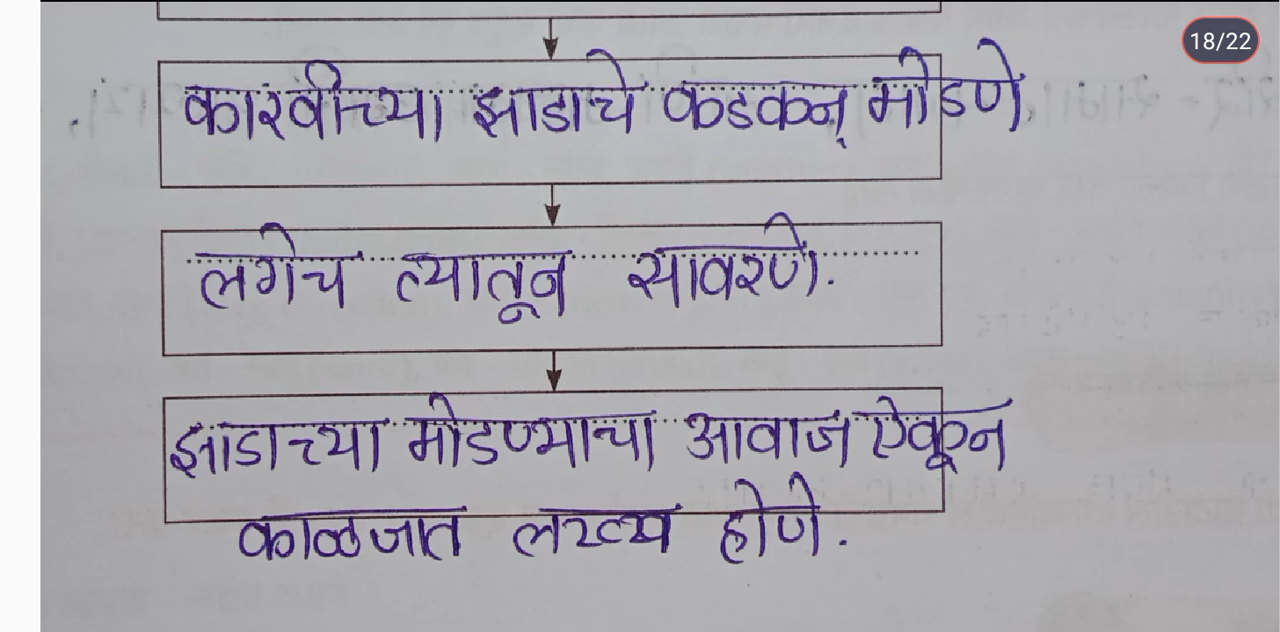 18/22
कारवीच्या झाडाचे कडकन् मोडणे.
लगेच त्यातून सावरणे.
झाडाच्या मोडण्याचा आवाज ऐकून
काळजात लख्ख होणे.